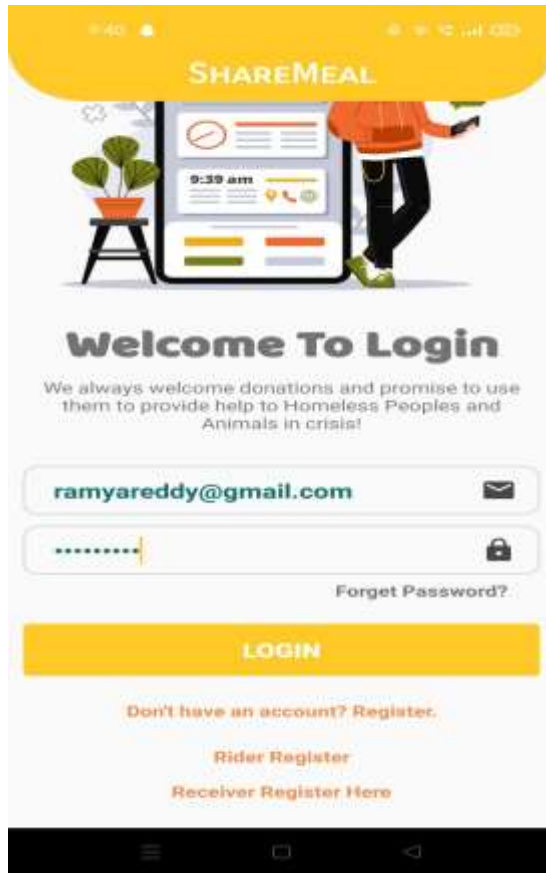 9:40
SHAREMEAL
9:39 am
Welcome To Login
We always welcome donations and promise to use
them to provide help to Homeless Peoples and
Animals in crisis!
ramyareddy@gmail.com
•••••••••
Forget Password?
LOGIN
Don't have an account? Register.
Rider Register
Receiver Register Here